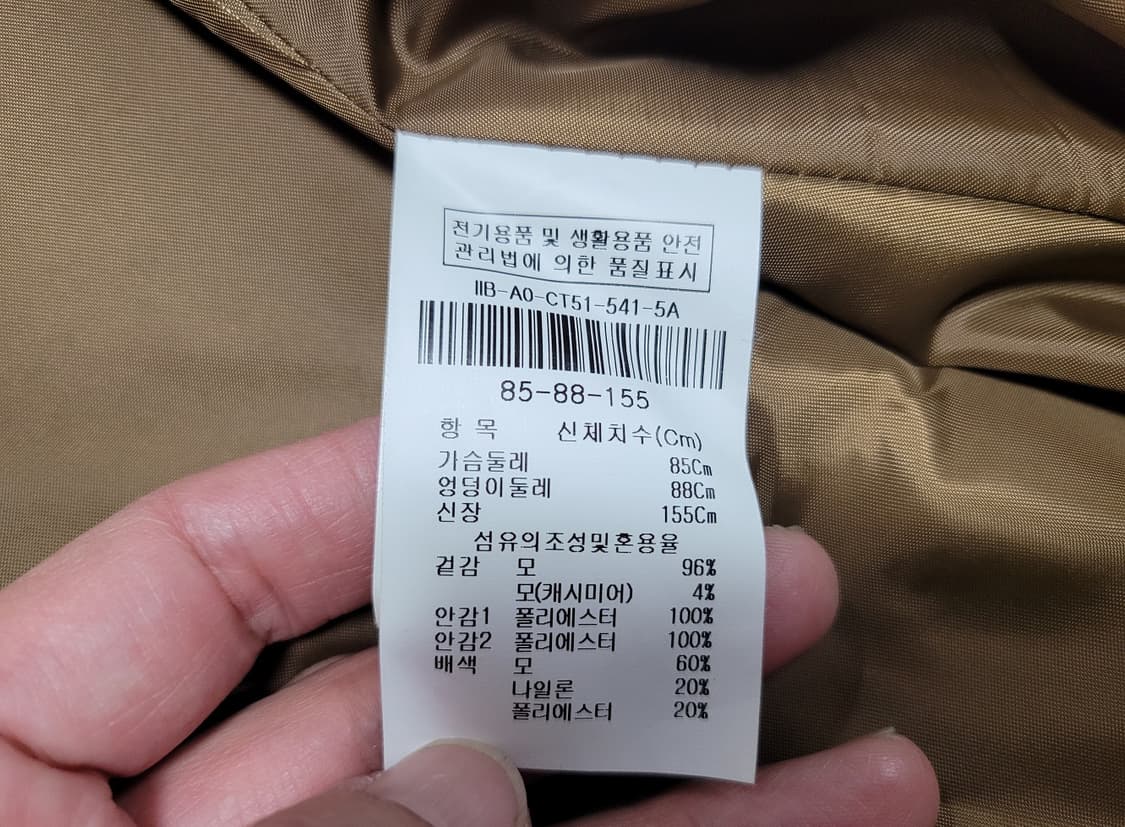 전기용품 및 생활용품 안전
관리법에 의한 품질표시
IIB-A0-CT51-541-5A
85-88-155
항 목 신체치수(Cm)
가슴둘레 85Cm
엉덩이둘레 88Cm
신장 155Cm
섬유의조성및혼용율
겉감 모 96%
모(캐시미어) 4%
안감1 폴리에스터 100%
안감2 폴리에스터 100%
배색 모 60%
나일론 20%
폴리에스터 20%